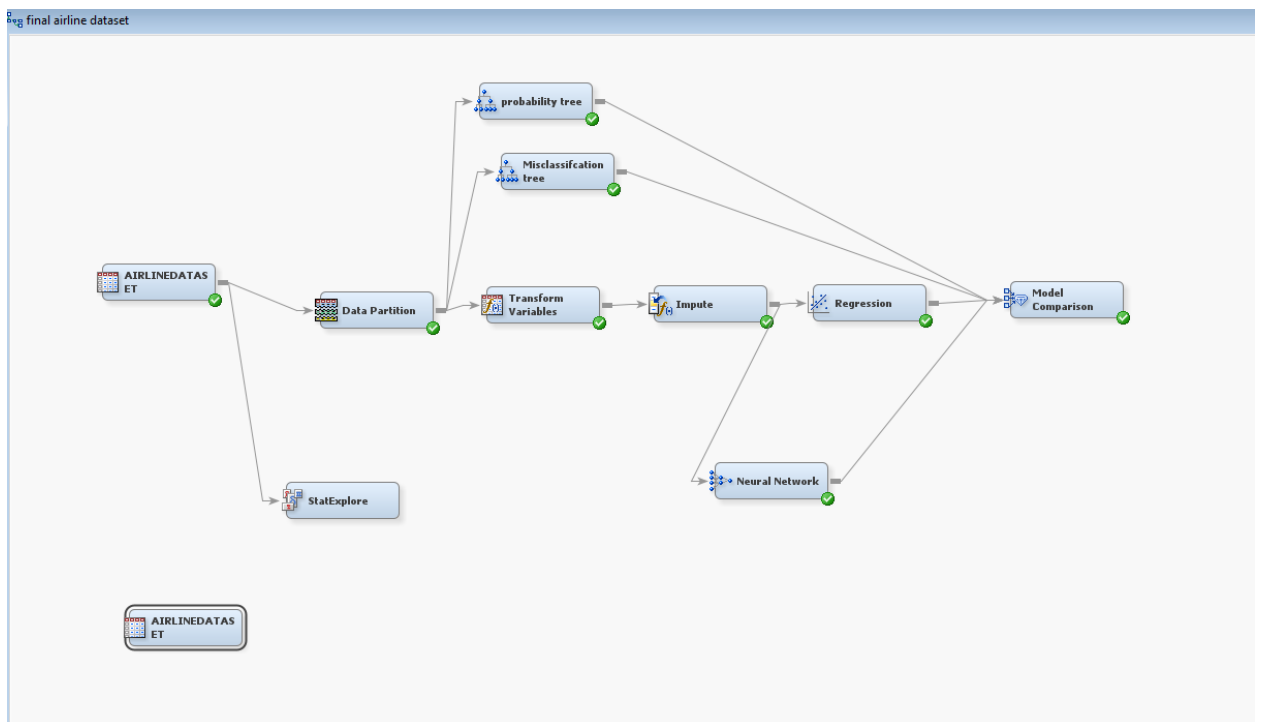 final airline dataset
probability tree
Misclassifcation
tree
AIRLINEDATAS
ET
Data Partition
Transform
Variables
Impute
Regression
Model
Comparison
Neural Network
StatExplore
AIRLINEDATAS
ET